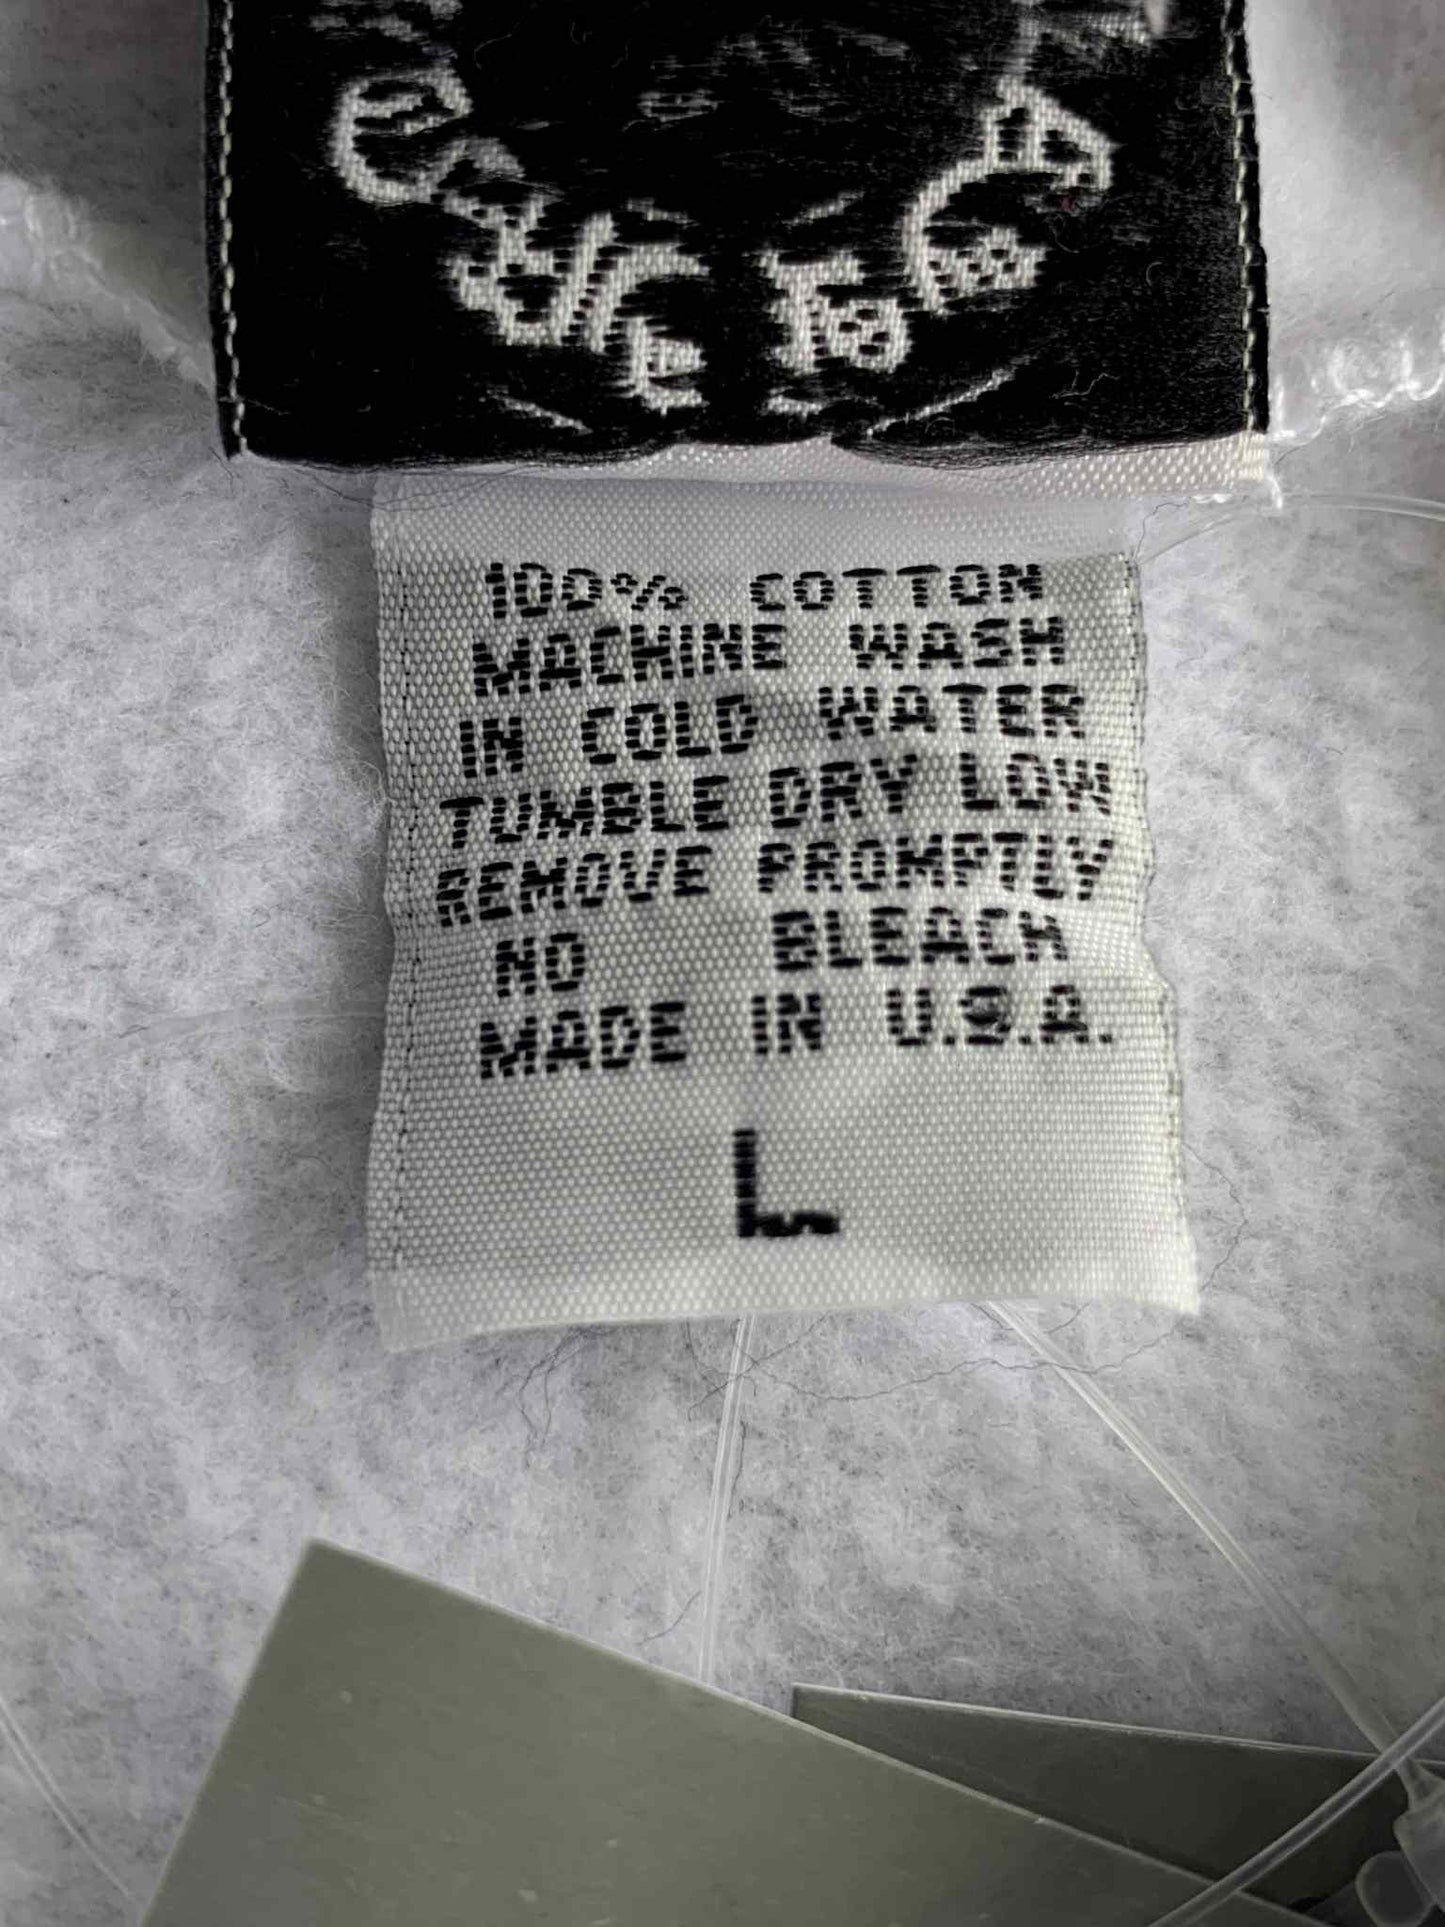 100% COTTON
MACHINE WASH
IN COLD WATER
TUMBLE DRY LOW
REMOVE PROMPTLY
NO BLEACH
MADE IN U.S.A.
L